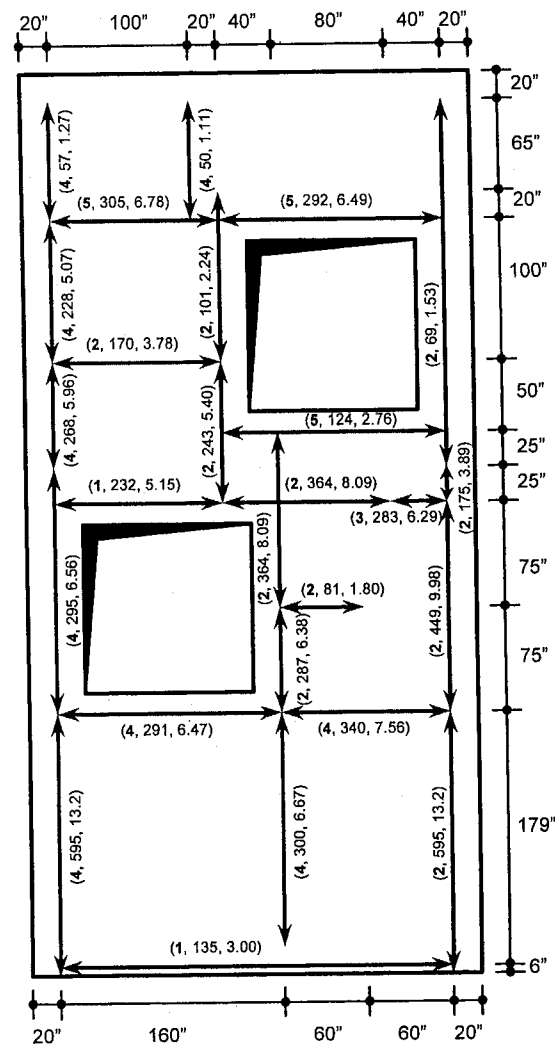 20” 100” 20” 40” 80” 40” 20”
20”
(4, 57, 1.27)
(4, 50, 1.11)
65”
(5, 305, 6.78)
(5, 292, 6.49)
20”
(4, 228, 5.07)
(2, 101, 2.24)
(2, 69, 1.53)
100”
(2, 170, 3.78)
(4, 268, 5.96)
(2, 243, 5.40)
50”
(5, 124, 2.76)
25”
(1, 232, 5.15)
(2, 364, 8.09)
(2, 175, 3.89)
25”
(3, 283, 6.29)
(4, 295, 6.56)
(2, 364, 8.09)
(2, 449, 9.98)
75”
(2, 81, 1.80)
(2, 287, 6.38)
75”
(4, 291, 6.47)
(4, 340, 7.56)
(4, 595, 13.2)
(4, 300, 6.67)
(2, 595, 13.2)
179”
(1, 135, 3.00)
6”
20” 160” 60” 60” 20”